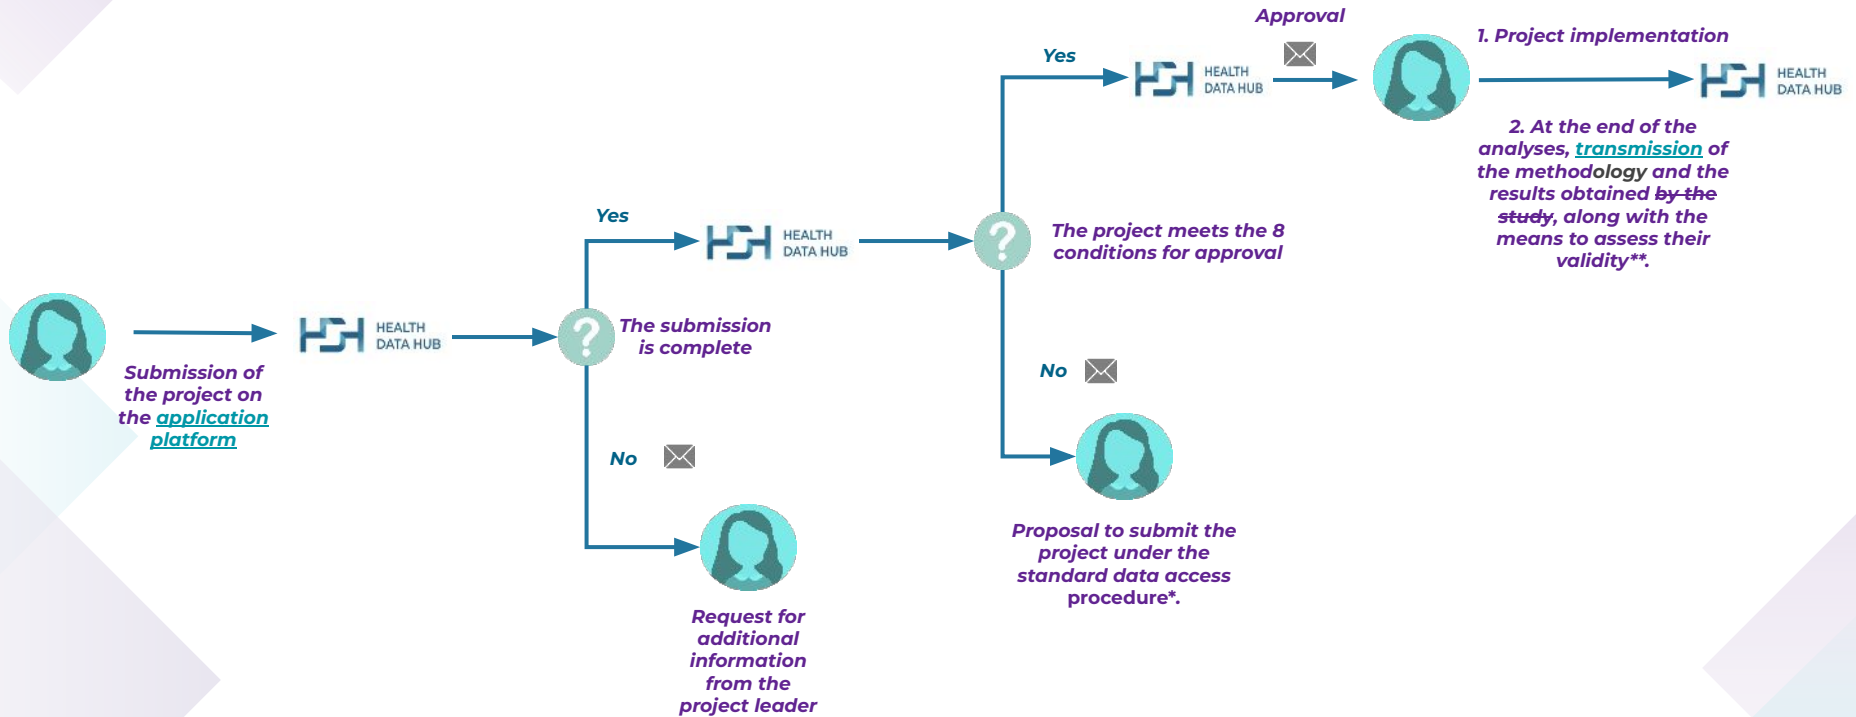 Submission of
the project on
the application
platform
HEALTH
DATA HUB
The submission
is complete
Yes
HEALTH
DATA HUB
No
Request for
additional
information
from the
project leader
The project meets the 8
conditions for approval
Yes
HEALTH
DATA HUB
Approval
No
Proposal to submit the
project under the
standard data access
procedure*.
1. Project implementation
2. At the end of the
analyses, transmission of
the methodology and the
results obtained by the
study, along with the
means to assess their
validity**.
HEALTH
DATA HUB